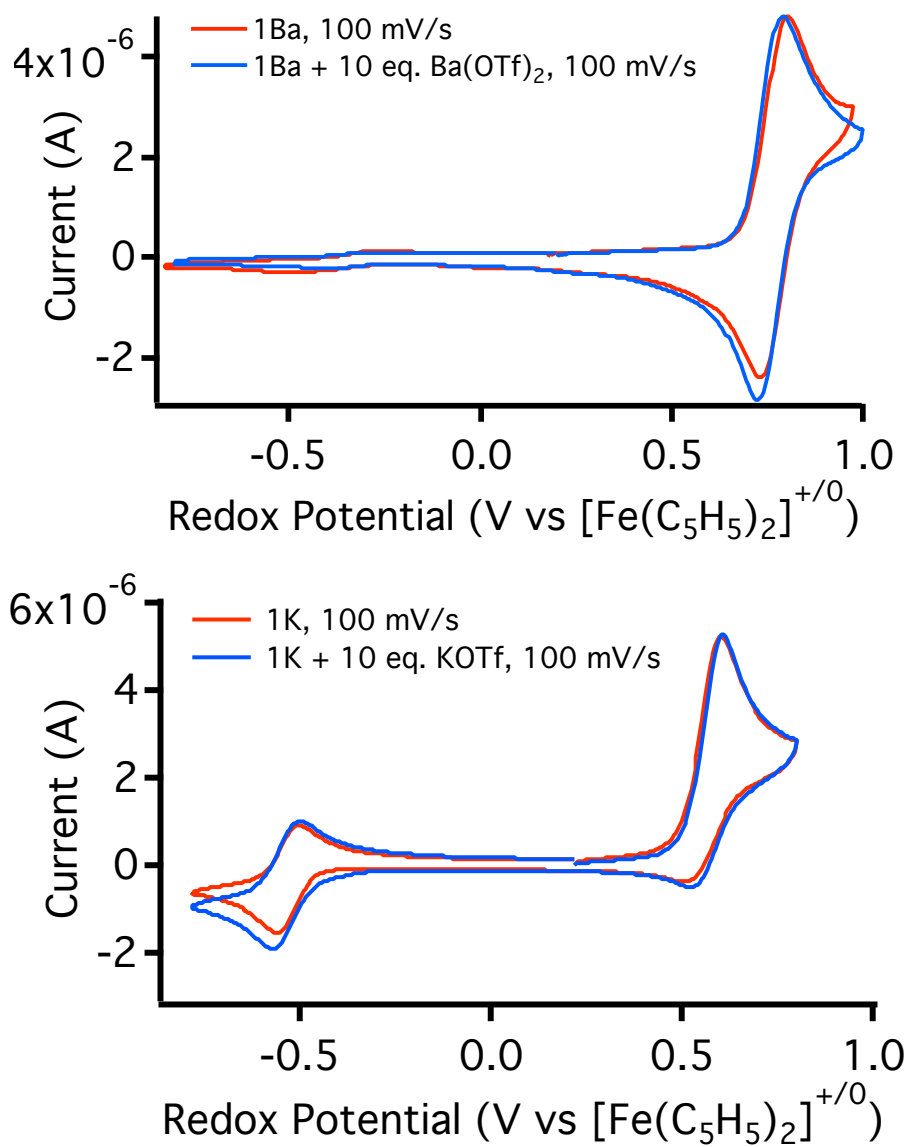 4x10⁻⁶
2
0
-2
Current (A)
1Ba, 100 mV/s
1Ba + 10 eq. Ba(OTf)₂, 100 mV/s
-0.5 0.0 0.5 1.0
Redox Potential (V vs [Fe(C₅H₅)₂]⁺ᐟ⁰)
6x10⁻⁶
4
2
0
-2
Current (A)
1K, 100 mV/s
1K + 10 eq. KOTf, 100 mV/s
-0.5 0.0 0.5 1.0
Redox Potential (V vs [Fe(C₅H₅)₂]⁺ᐟ⁰)